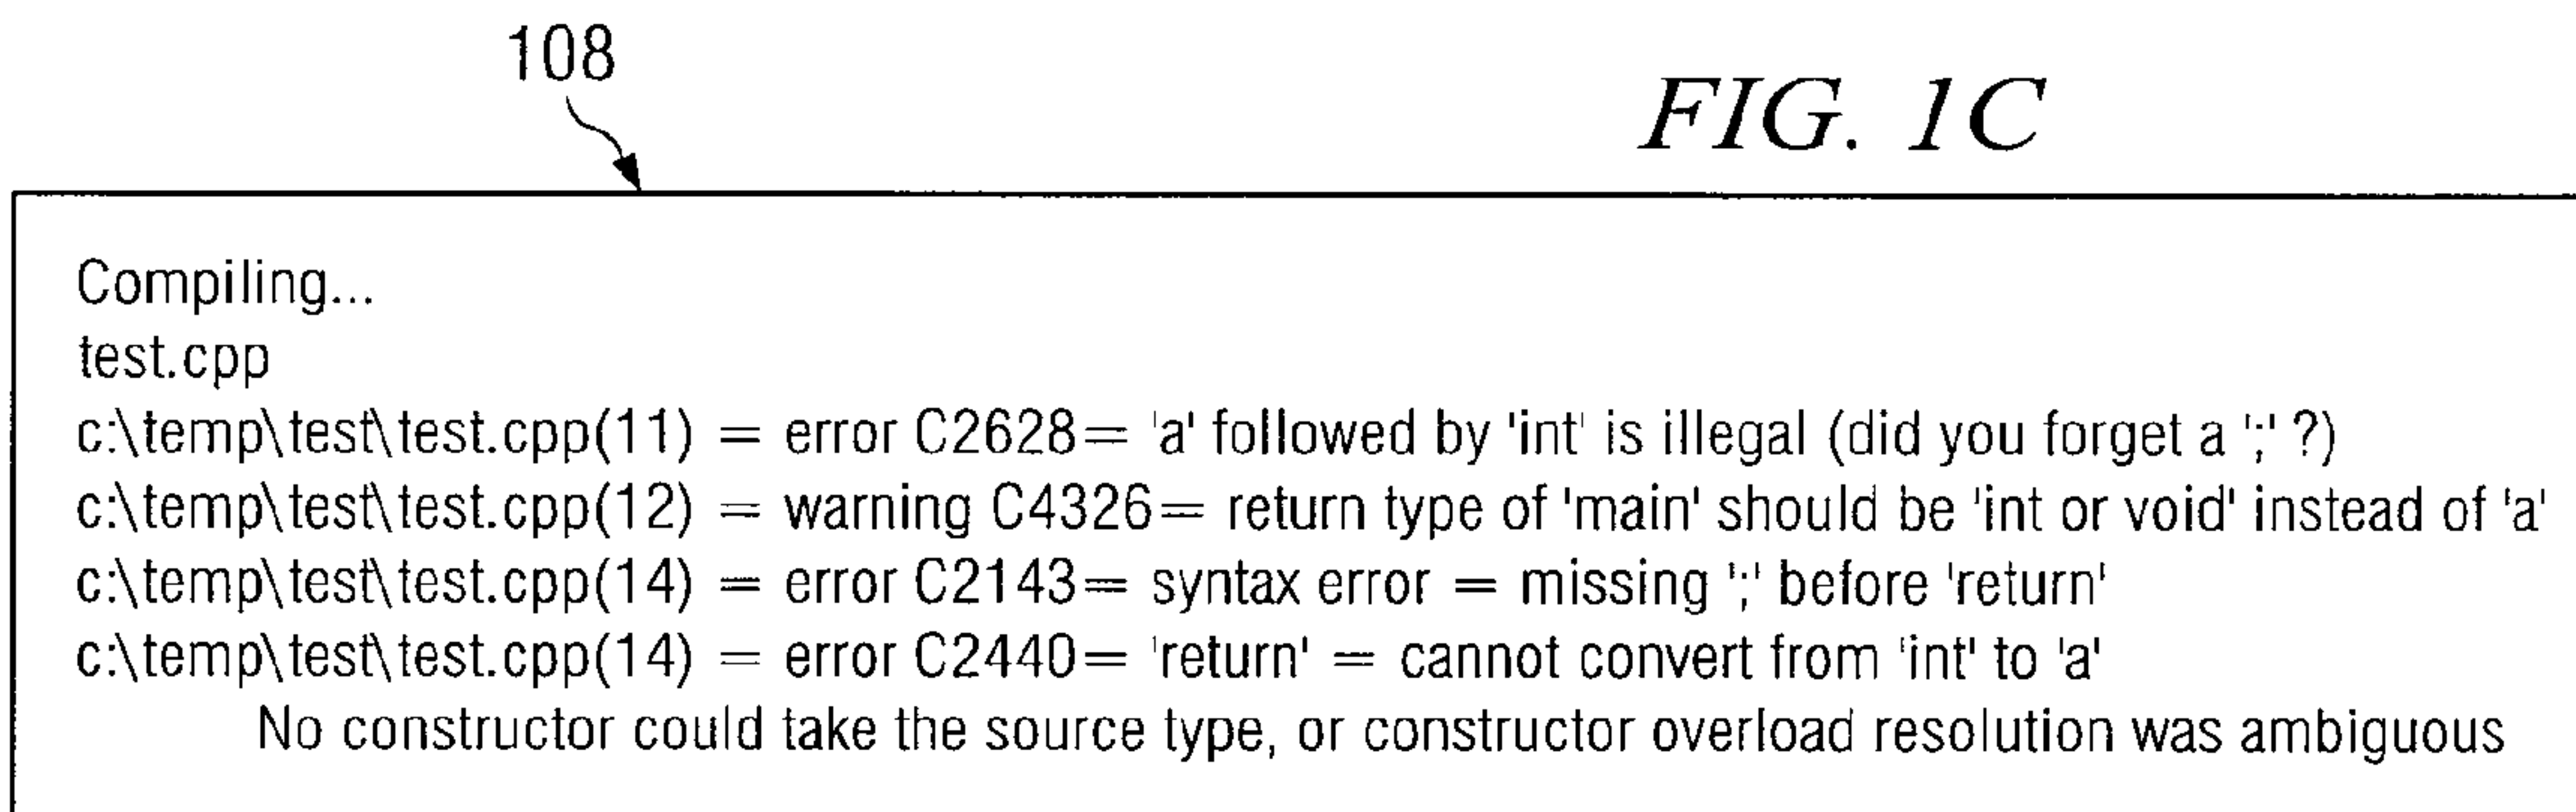 108
FIG. 1C
Compiling...
test.cpp
c:\temp\test\test.cpp(11) = error C2628= 'a' followed by 'int' is illegal (did you forget a ';' ?)
c:\temp\test\test.cpp(12) = warning C4326= return type of 'main' should be 'int or void' instead of 'a'
c:\temp\test\test.cpp(14) = error C2143= syntax error = missing ';' before 'return'
c:\temp\test\test.cpp(14) = error C2440= 'return' = cannot convert from 'int' to 'a'
No constructor could take the source type, or constructor overload resolution was ambiguous